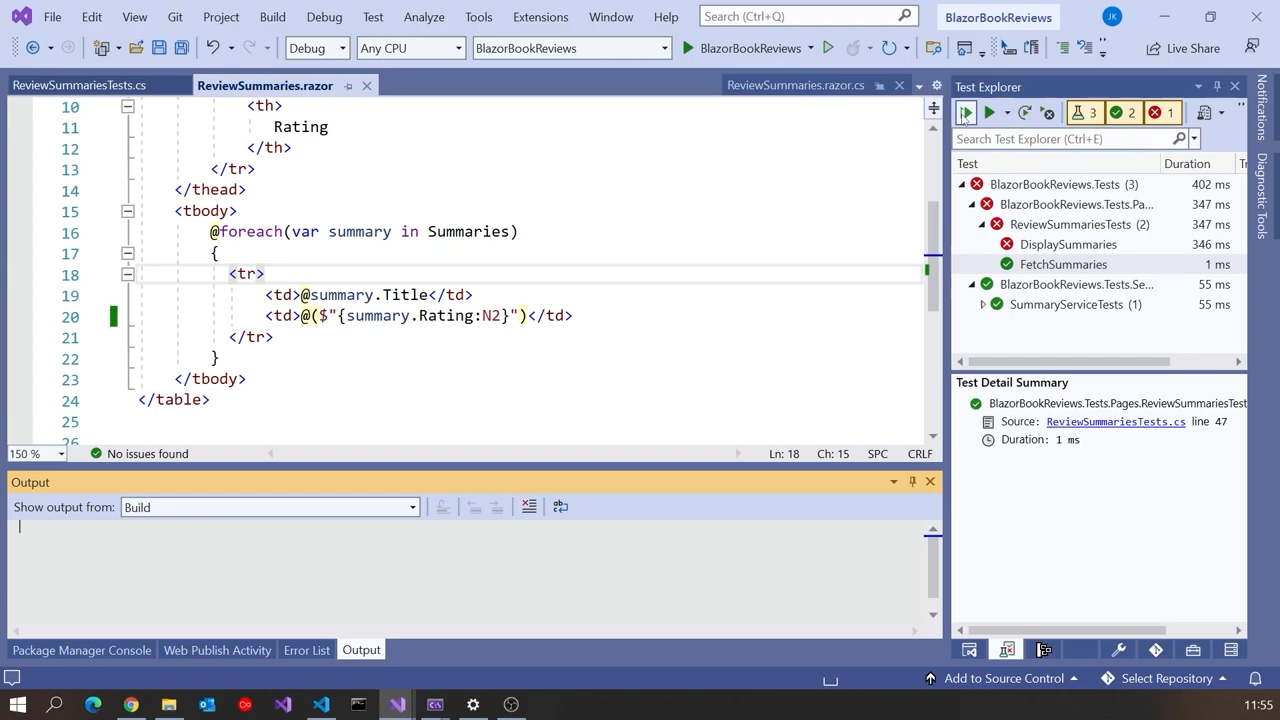 File Edit View Git Project Build Debug Test Analyze Tools Extensions Window Help Search (Ctrl+Q) BlazorBookReviews JK
Debug Any CPU BlazorBookReviews BlazorBookReviews Live Share
ReviewSummariesTests.cs ReviewSummaries.razor ReviewSummaries.razor.cs
10 <th>
11 Rating
12 </th>
13 </tr>
14 </thead>
15 <tbody>
16 @foreach(var summary in Summaries)
17 {
18 <tr>
19 <td>@summary.Title</td>
20 <td>@($"{summary.Rating:N2}")</td>
21 </tr>
22 }
23 </tbody>
24 </table>
25
26
150 % No issues found Ln: 18 Ch: 15 SPC CRLF
Output
Show output from: Build
Package Manager Console Web Publish Activity Error List Output
Test Explorer
3 2 1
Search Test Explorer (Ctrl+E)
Test Duration Tr
BlazorBookReviews.Tests (3) 402 ms
BlazorBookReviews.Tests.Pa... 347 ms
ReviewSummariesTests (2) 347 ms
DisplaySummaries 346 ms
FetchSummaries 1 ms
BlazorBookReviews.Tests.Se... 55 ms
SummaryServiceTests (1) 55 ms
Test Detail Summary
BlazorBookReviews.Tests.Pages.ReviewSummariesTest
Source: ReviewSummariesTests.cs line 47
Duration: 1 ms
Notifications
Diagnostic Tools
Add to Source Control Select Repository
11:55